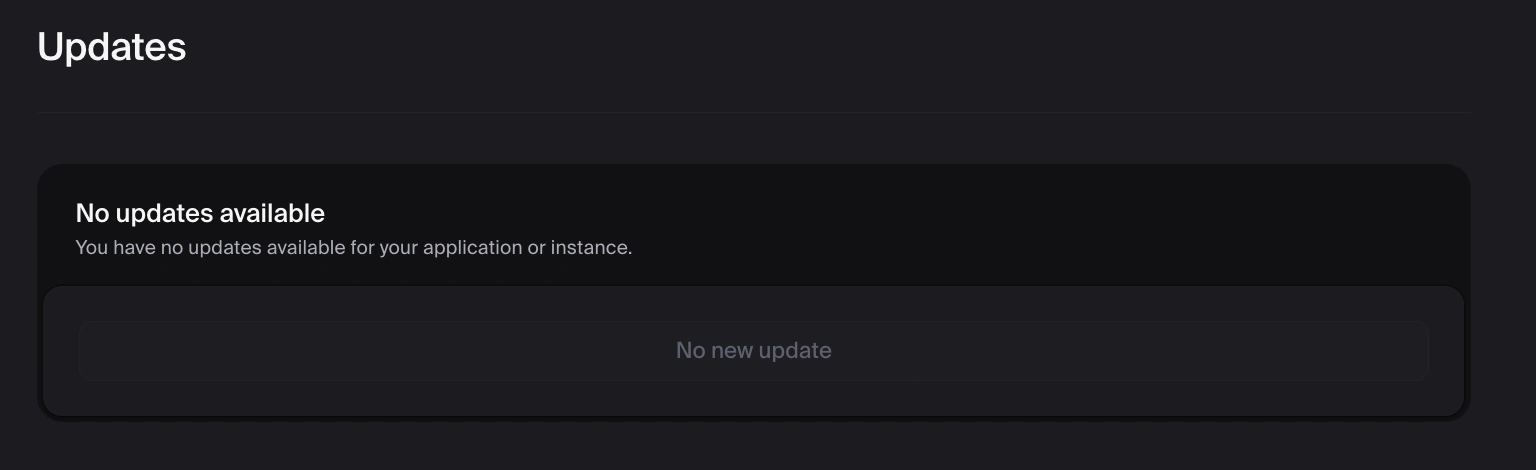 Updates
No updates available
You have no updates available for your application or instance.
No new update